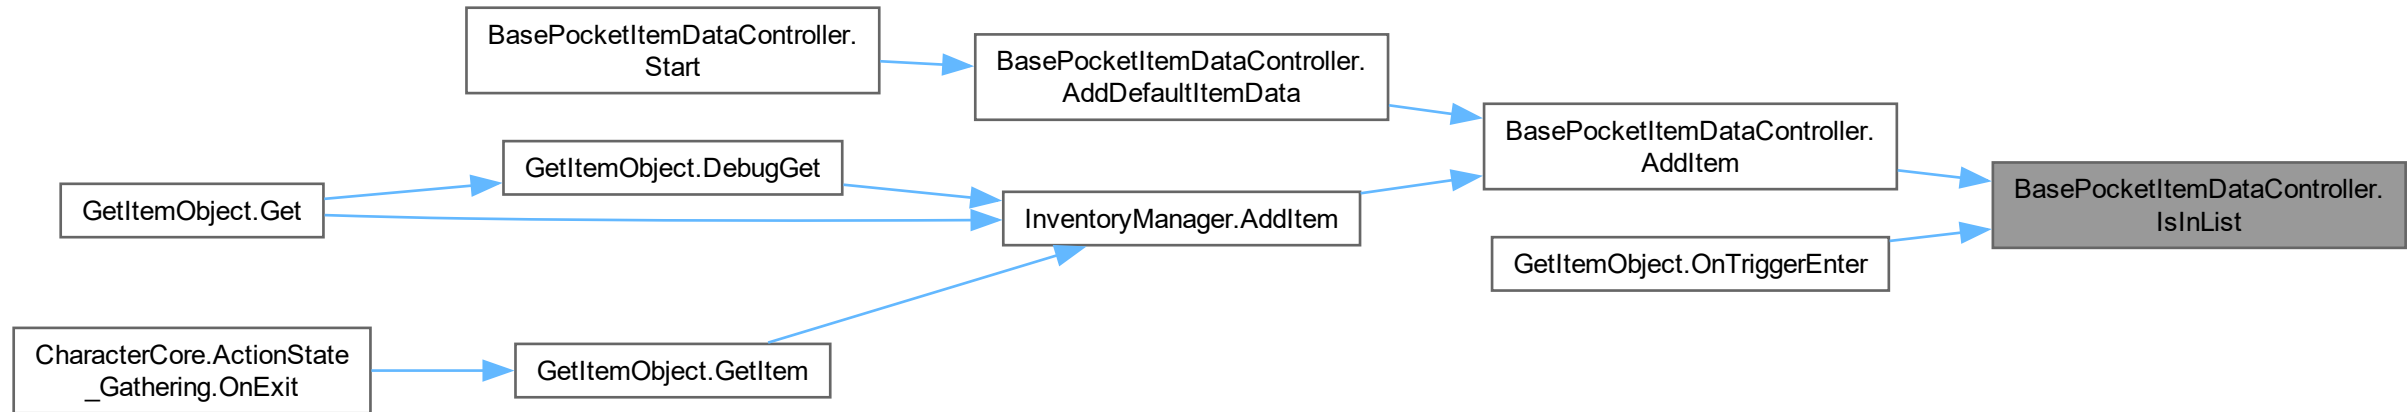 BasePocketItemDataController.
Start
BasePocketItemDataController.
AddDefaultItemData
BasePocketItemDataController.
AddItem
GetItemObject.DebugGet
BasePocketItemDataController.
IsInList
GetItemObject.Get
InventoryManager.AddItem
GetItemObject.OnTriggerEnter
CharacterCore.ActionState
_Gathering.OnExit
GetItemObject.GetItem